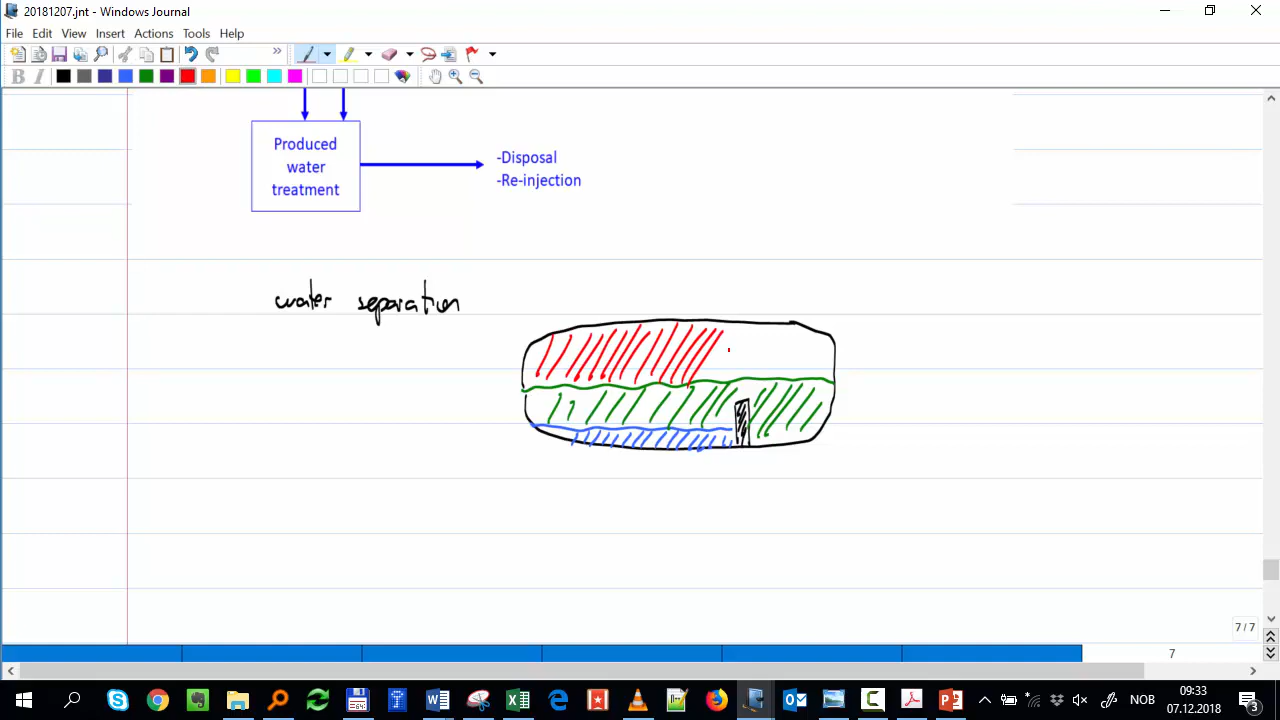 20181207.jnt - Windows Journal
File Edit View Insert Actions Tools Help
B I
Produced
water
treatment
-Disposal
-Re-injection
water separation
7 / 7
7
NOB
09:33
07.12.2018
3